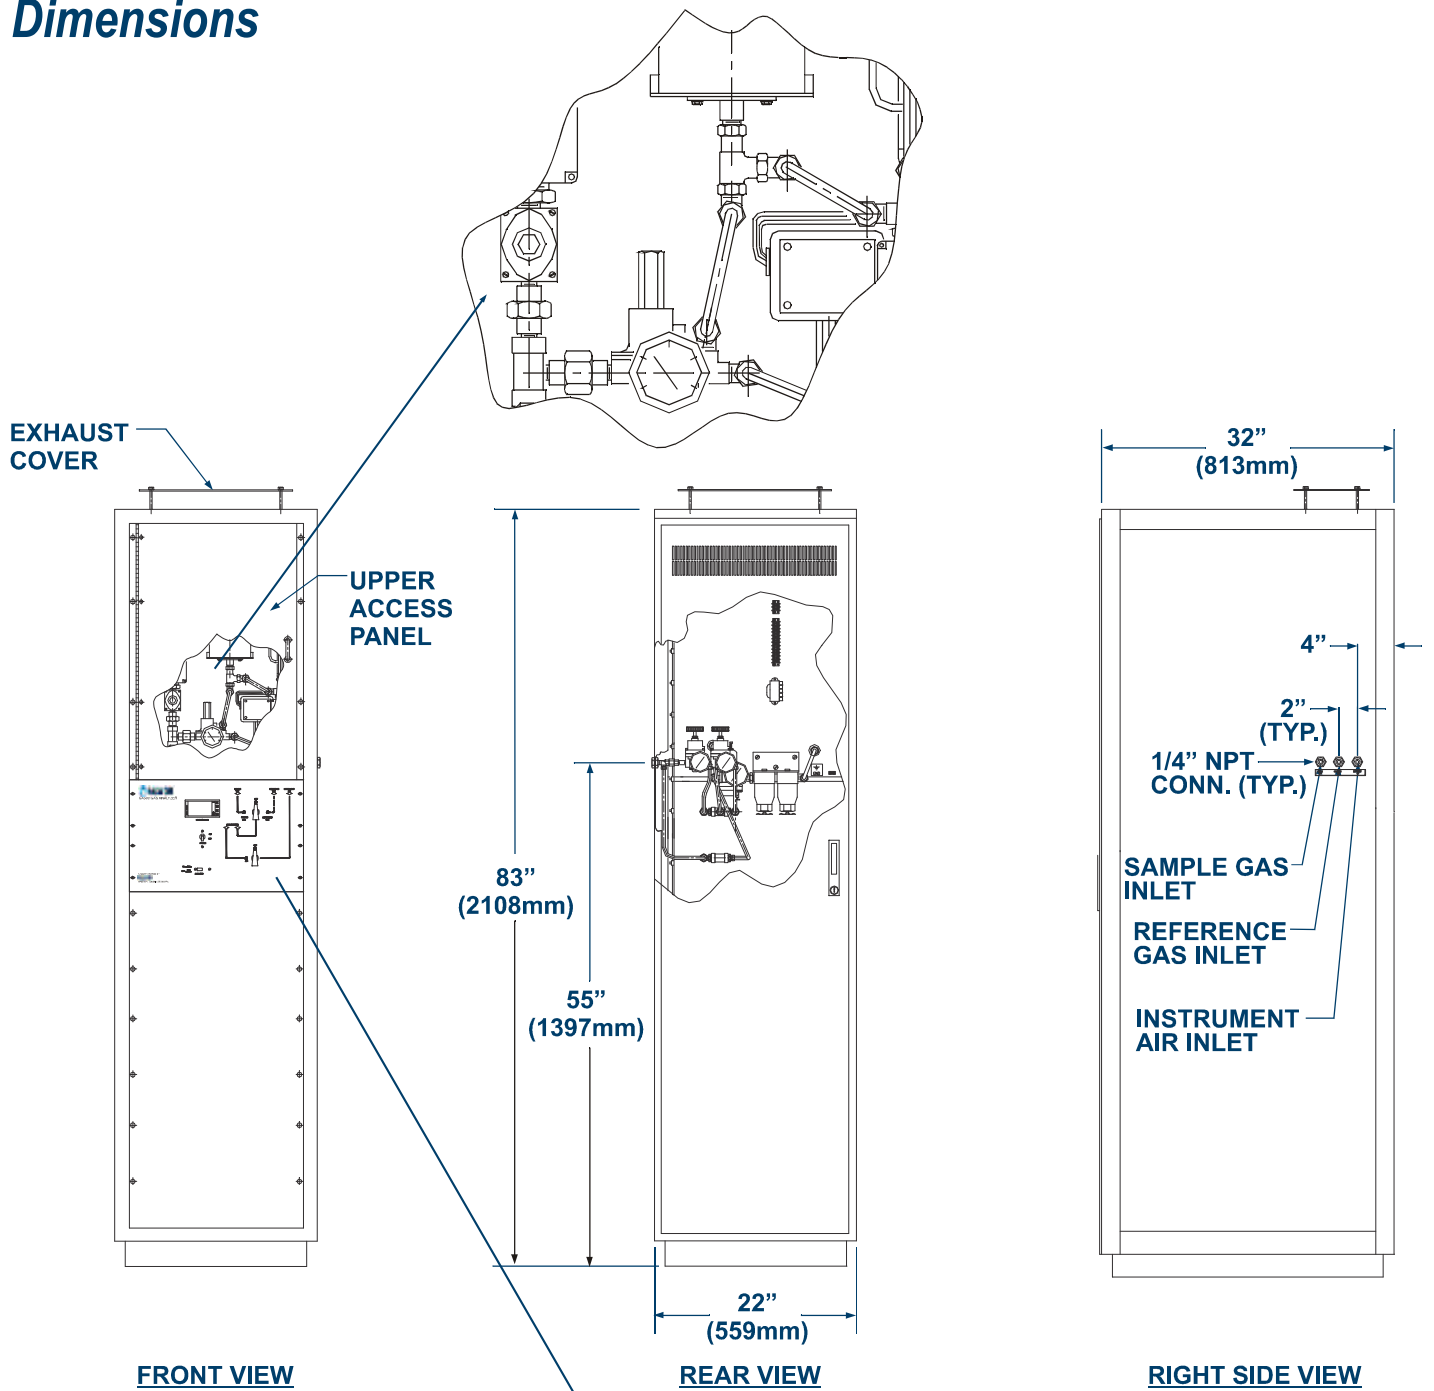 Dimensions
EXHAUST
COVER
UPPER
ACCESS
PANEL
83”
(2108mm)
55”
(1397mm)
22”
(559mm)
32”
(813mm)
4”
2”
(TYP.)
1/4” NPT
CONN. (TYP.)
SAMPLE GAS
INLET
REFERENCE
GAS INLET
INSTRUMENT
AIR INLET
FRONT VIEW
REAR VIEW
RIGHT SIDE VIEW